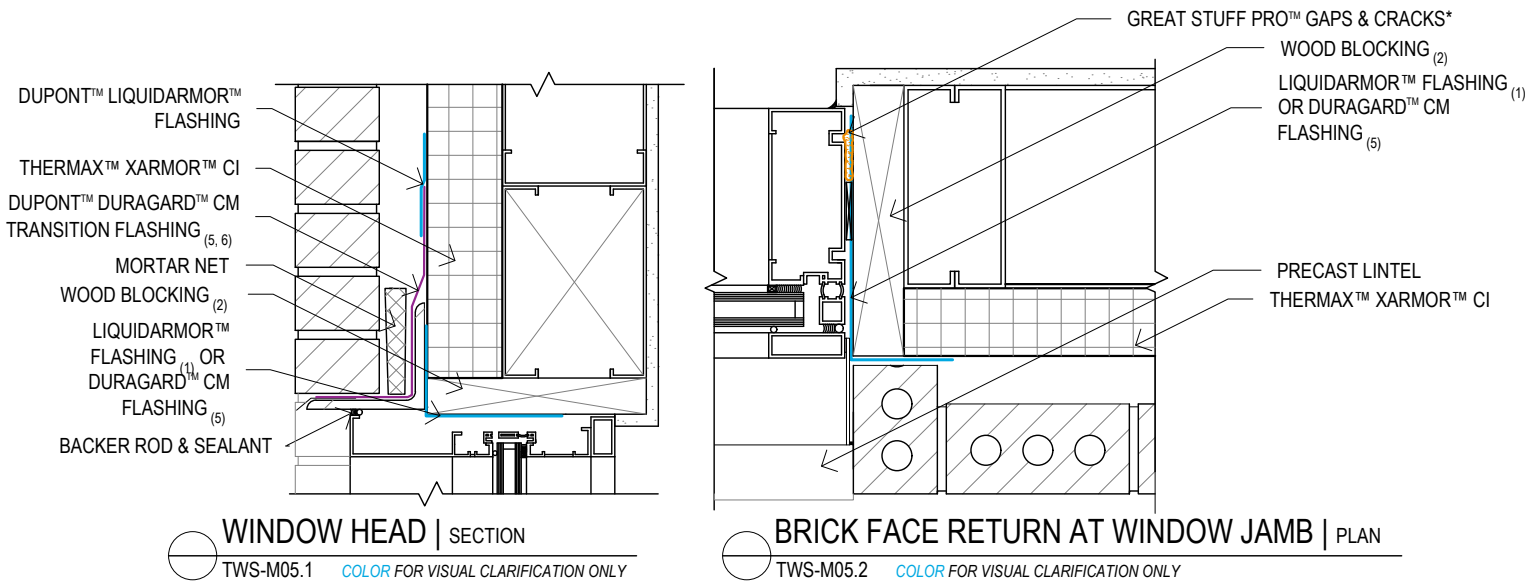 DUPONT™ LIQUIDARMOR™
FLASHING
THERMAX™ XARMOR™ CI
DUPONT™ DURAGARD™ CM
TRANSITION FLASHING (5, 6)
MORTAR NET
WOOD BLOCKING (2)
LIQUIDARMOR™
FLASHING (1) OR
DURAGARD™ CM
FLASHING (5)
BACKER ROD & SEALANT
WINDOW HEAD | SECTION
TWS-M05.1 COLOR FOR VISUAL CLARIFICATION ONLY
GREAT STUFF PRO™ GAPS & CRACKS*
WOOD BLOCKING (2)
LIQUIDARMOR™ FLASHING (1)
OR DURAGARD™ CM
FLASHING (5)
PRECAST LINTEL
THERMAX™ XARMOR™ CI
BRICK FACE RETURN AT WINDOW JAMB | PLAN
TWS-M05.2 COLOR FOR VISUAL CLARIFICATION ONLY